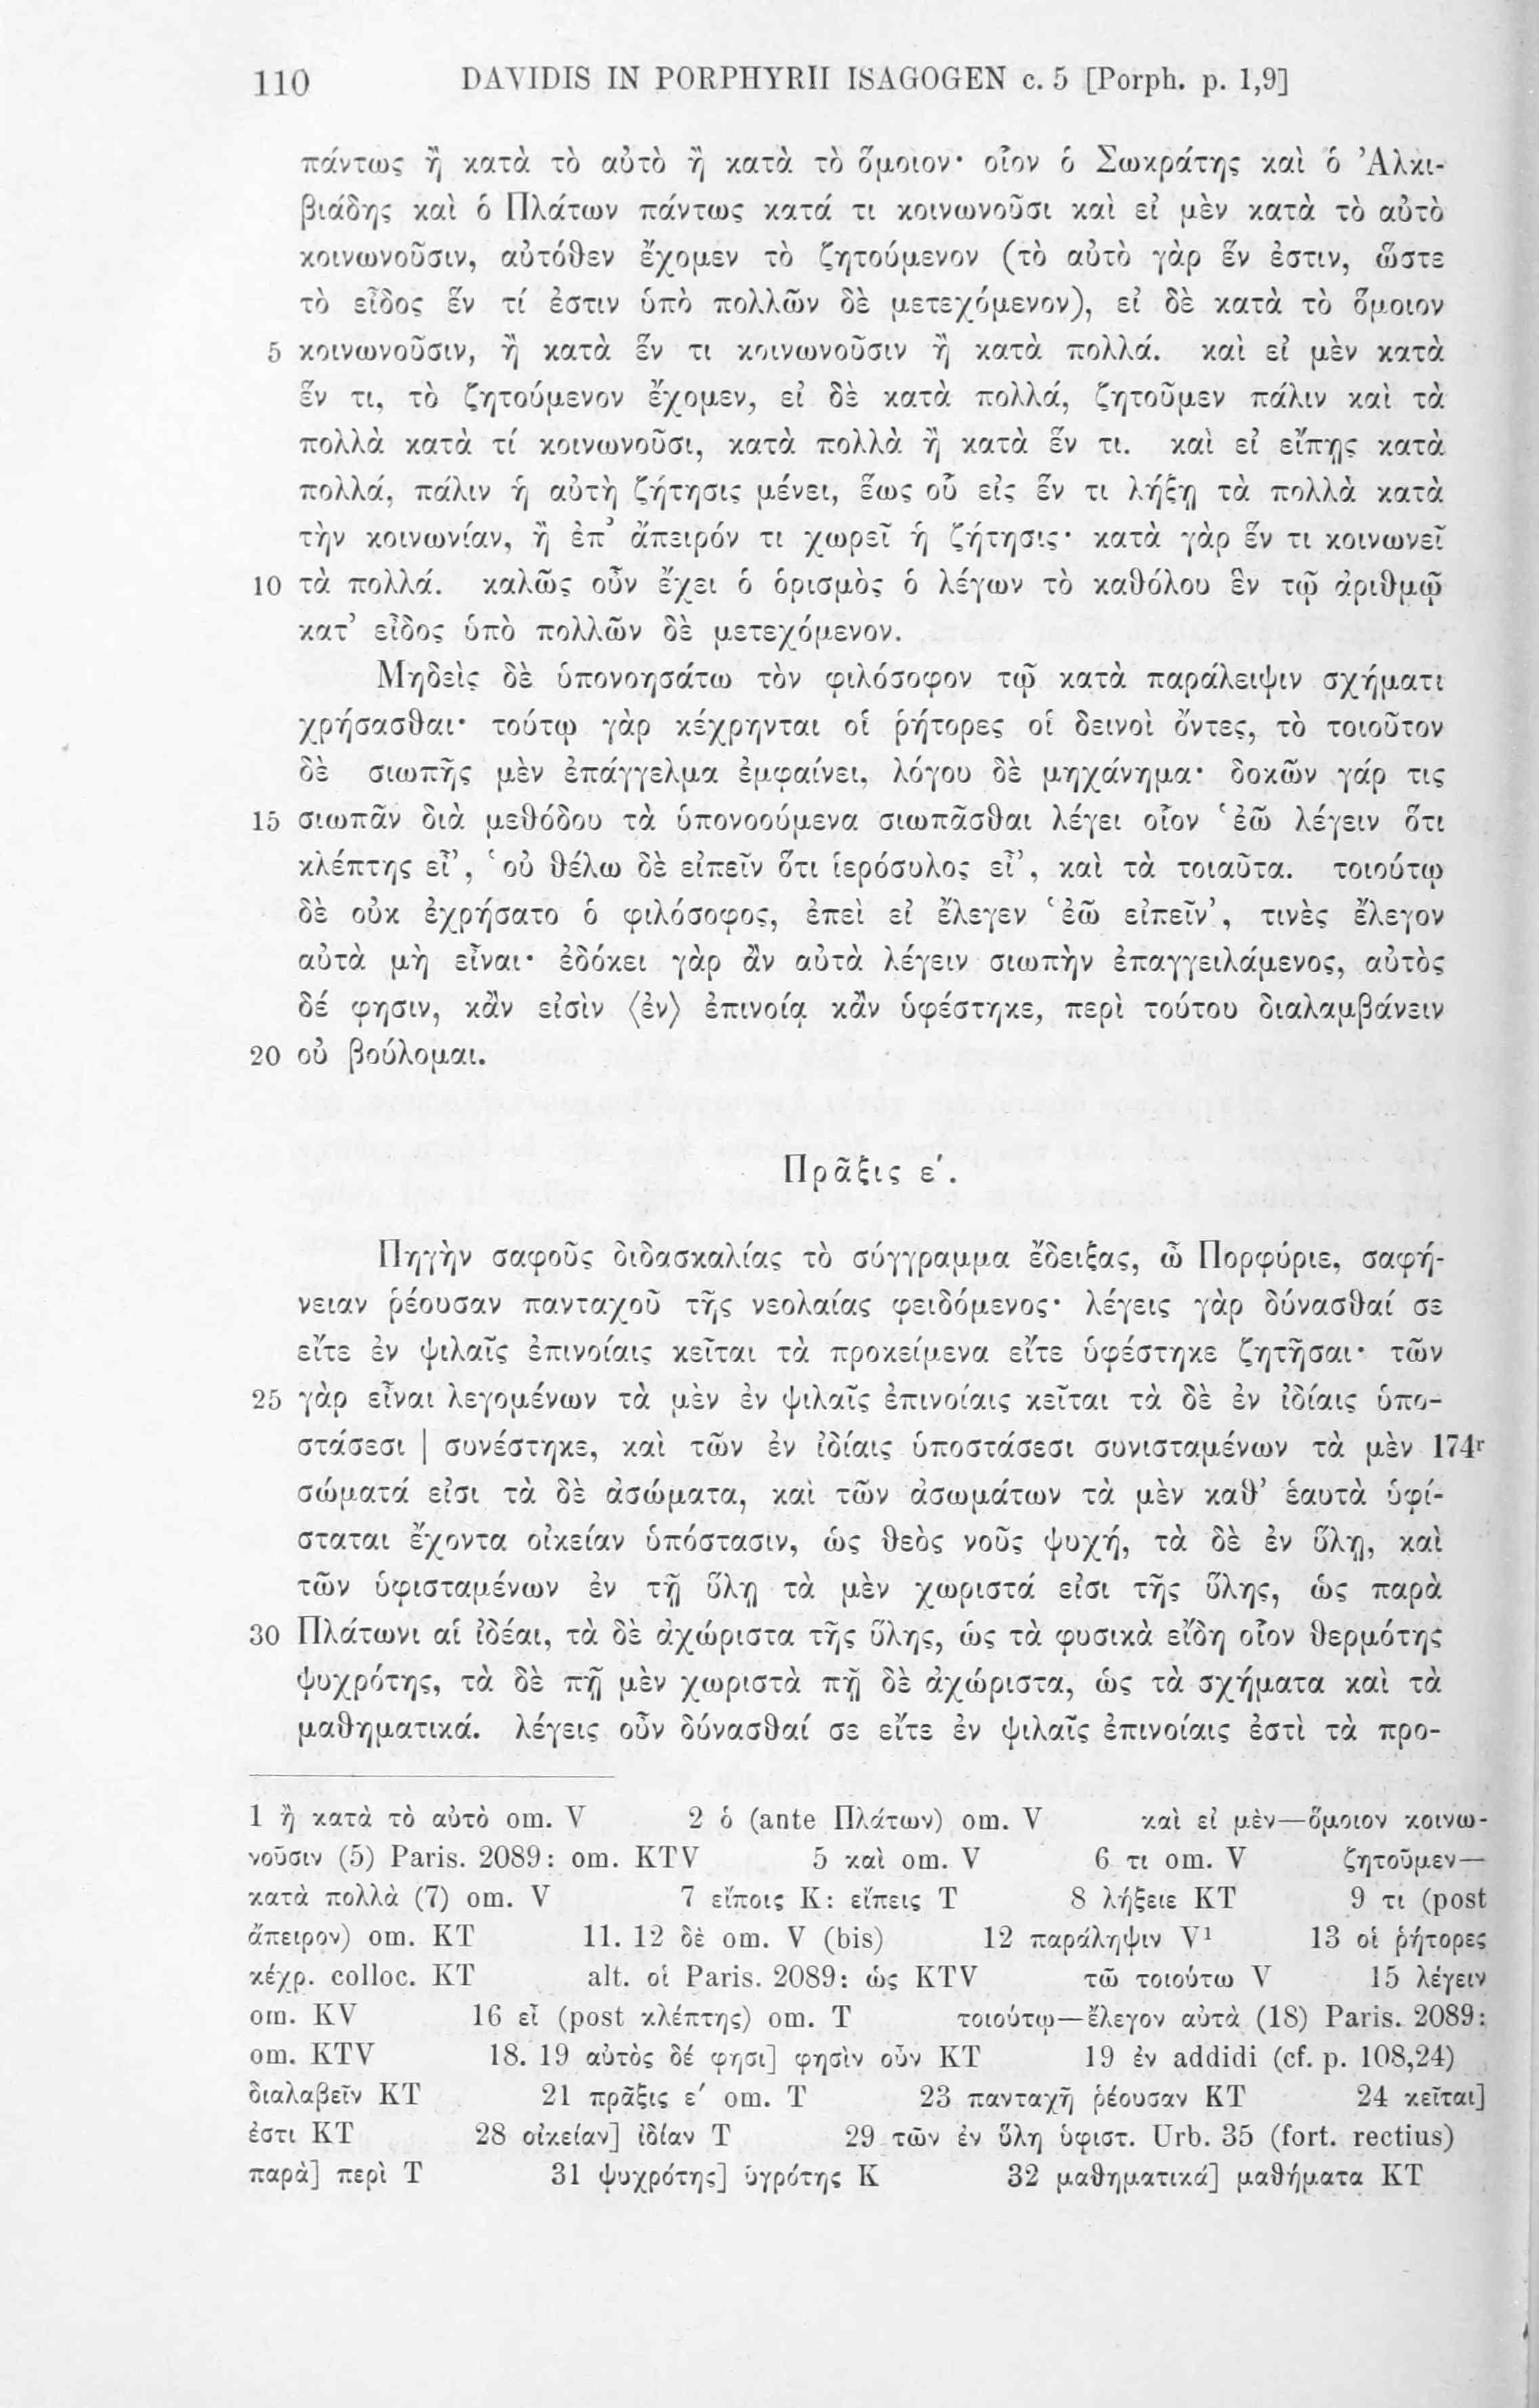 110 DAVIDIS IN PORPHYRII ISAGOGEN c. 5 [Porph. p. 1,9]
πάντως ἢ κατὰ τὸ αὐτὸ ἢ κατὰ τὸ ὅμοιον· οἷον ὁ Σωκράτης καὶ ὁ Ἀλκι-
βιάδης καὶ ὁ Πλάτων πάντως κατά τι κοινωνοῦσι καὶ εἰ μὲν κατὰ τὸ αὐτὸ
κοινωνοῦσιν, αὐτόθεν ἔχομεν τὸ ζητούμενον (τὸ αὐτὸ γὰρ ἕν ἐστιν, ὥστε
τὸ εἶδος ἕν τί ἐστιν ὑπὸ πολλῶν δὲ μετεχόμενον), εἰ δὲ κατὰ τὸ ὅμοιον
5 κοινωνοῦσιν, ἢ κατὰ ἕν τι κοινωνοῦσιν ἢ κατὰ πολλά. καὶ εἰ μὲν κατὰ
ἕν τι, τὸ ζητούμενον ἔχομεν, εἰ δὲ κατὰ πολλά, ζητοῦμεν πάλιν καὶ τὰ
πολλὰ κατὰ τί κοινωνοῦσι, κατὰ πολλὰ ἢ κατὰ ἕν τι. καὶ εἰ εἴπῃς κατὰ
πολλά, πάλιν ἡ αὐτὴ ζήτησις μένει, ἕως οὗ εἰς ἕν τι λήξῃ τὰ πολλὰ κατὰ
τὴν κοινωνίαν, ἢ ἐπ’ ἄπειρόν τι χωρεῖ ἡ ζήτησις· κατὰ γὰρ ἕν τι κοινωνεῖ
10 τὰ πολλά. καλῶς οὖν ἔχει ὁ ὁρισμὸς ὁ λέγων τὸ καθόλου ἓν τῷ ἀριθμῷ
κατ’ εἶδος ὑπὸ πολλῶν δὲ μετεχόμενον.
Μηδεὶς δὲ ὑπονοησάτω τὸν φιλόσοφον τῷ κατὰ παράλειψιν σχήματι
χρήσασθαι· τούτῳ γὰρ κέχρηνται οἱ ῥήτορες οἱ δεινοὶ ὄντες, τὸ τοιοῦτον
δὲ σιωπῆς μὲν ἐπάγγελμα ἐμφαίνει, λόγου δὲ μηχάνημα· δοκῶν γάρ τις
15 σιωπᾶν διὰ μεθόδου τὰ ὑπονοούμενα σιωπᾶσθαι λέγει οἷον ‘ἐῶ λέγειν ὅτι
κλέπτης εἶ’, ‘οὐ θέλω δὲ εἰπεῖν ὅτι ἱερόσυλος εἶ’, καὶ τὰ τοιαῦτα. τοιούτῳ
δὲ οὐκ ἐχρήσατο ὁ φιλόσοφος, ἐπεὶ εἰ ἔλεγεν ‘ἐῶ εἰπεῖν’, τινὲς ἔλεγον
αὐτὰ μὴ εἶναι· ἐδόκει γὰρ ἂν αὐτὰ λέγειν σιωπὴν ἐπαγγειλάμενος, αὐτὸς
δέ φησιν, κἂν εἰσὶν ⟨ἐν⟩ ἐπινοίᾳ κἂν ὑφέστηκε, περὶ τούτου διαλαμβάνειν
20 οὐ βούλομαι.
Πρᾶξις ε′.
Πηγὴν σαφοῦς διδασκαλίας τὸ σύγγραμμα ἔδειξας, ὦ Πορφύριε, σαφή-
νειαν ῥέουσαν πανταχοῦ τῆς νεολαίας φειδόμενος· λέγεις γὰρ δύνασθαί σε
εἴτε ἐν ψιλαῖς ἐπινοίαις κεῖται τὰ προκείμενα εἴτε ὑφέστηκε ζητῆσαι· τῶν
25 γὰρ εἶναι λεγομένων τὰ μὲν ἐν ψιλαῖς ἐπινοίαις κεῖται τὰ δὲ ἐν ἰδίαις ὑπο-
στάσεσι | συνέστηκε, καὶ τῶν ἐν ἰδίαις ὑποστάσεσι συνισταμένων τὰ μὲν 174r
σώματά εἰσι τὰ δὲ ἀσώματα, καὶ τῶν ἀσωμάτων τὰ μὲν καθ’ ἑαυτὰ ὑφί-
σταται ἔχοντα οἰκείαν ὑπόστασιν, ὡς θεὸς νοῦς ψυχή, τὰ δὲ ἐν ὕλῃ, καὶ
τῶν ὑφισταμένων ἐν τῇ ὕλῃ τὰ μὲν χωριστά εἰσι τῆς ὕλης, ὡς παρὰ
30 Πλάτωνι αἱ ἰδέαι, τὰ δὲ ἀχώριστα τῆς ὕλης, ὡς τὰ φυσικὰ εἴδη οἷον θερμότης
ψυχρότης, τὰ δὲ πῇ μὲν χωριστὰ πῇ δὲ ἀχώριστα, ὡς τὰ σχήματα καὶ τὰ
μαθηματικά. λέγεις οὖν δύνασθαί σε εἴτε ἐν ψιλαῖς ἐπινοίαις ἐστὶ τὰ προ-
1 ἢ κατὰ τὸ αὐτὸ om. V 2 ὁ (ante Πλάτων) om. V καὶ εἰ μὲν—ὅμοιον κοινω-
νοῦσιν (5) Paris. 2089: om. KTV 5 καὶ om. V 6 τι om. V ζητοῦμεν—
κατὰ πολλὰ (7) om. V 7 εἴποις K: εἴπεις T 8 λήξειε KT 9 τι (post
ἄπειρον) om. KT 11. 12 δὲ om. V (bis) 12 παράληψιν V¹ 13 οἱ ῥήτορες
κέχρ. colloc. KT alt. οἱ Paris. 2089: ὡς KTV τῶ τοιούτω V 15 λέγειν
om. KV 16 εἶ (post κλέπτης) om. T τοιούτῳ—ἔλεγον αὐτὰ (18) Paris. 2089:
om. KTV 18. 19 αὐτὸς δέ φησι] φησὶν οὖν KT 19 ἐν addidi (cf. p. 108,24)
διαλαβεῖν KT 21 πρᾶξις ε′ om. T 23 πανταχῆ ῥέουσαν KT 24 κεῖται]
ἐστι KT 28 οἰκείαν] ἰδίαν T 29 τῶν ἐν ὕλῃ ὑφιστ. Urb. 35 (fort. rectius)
παρὰ] περὶ T 31 ψυχρότης] ὑγρότης K 32 μαθηματικά] μαθήματα KT